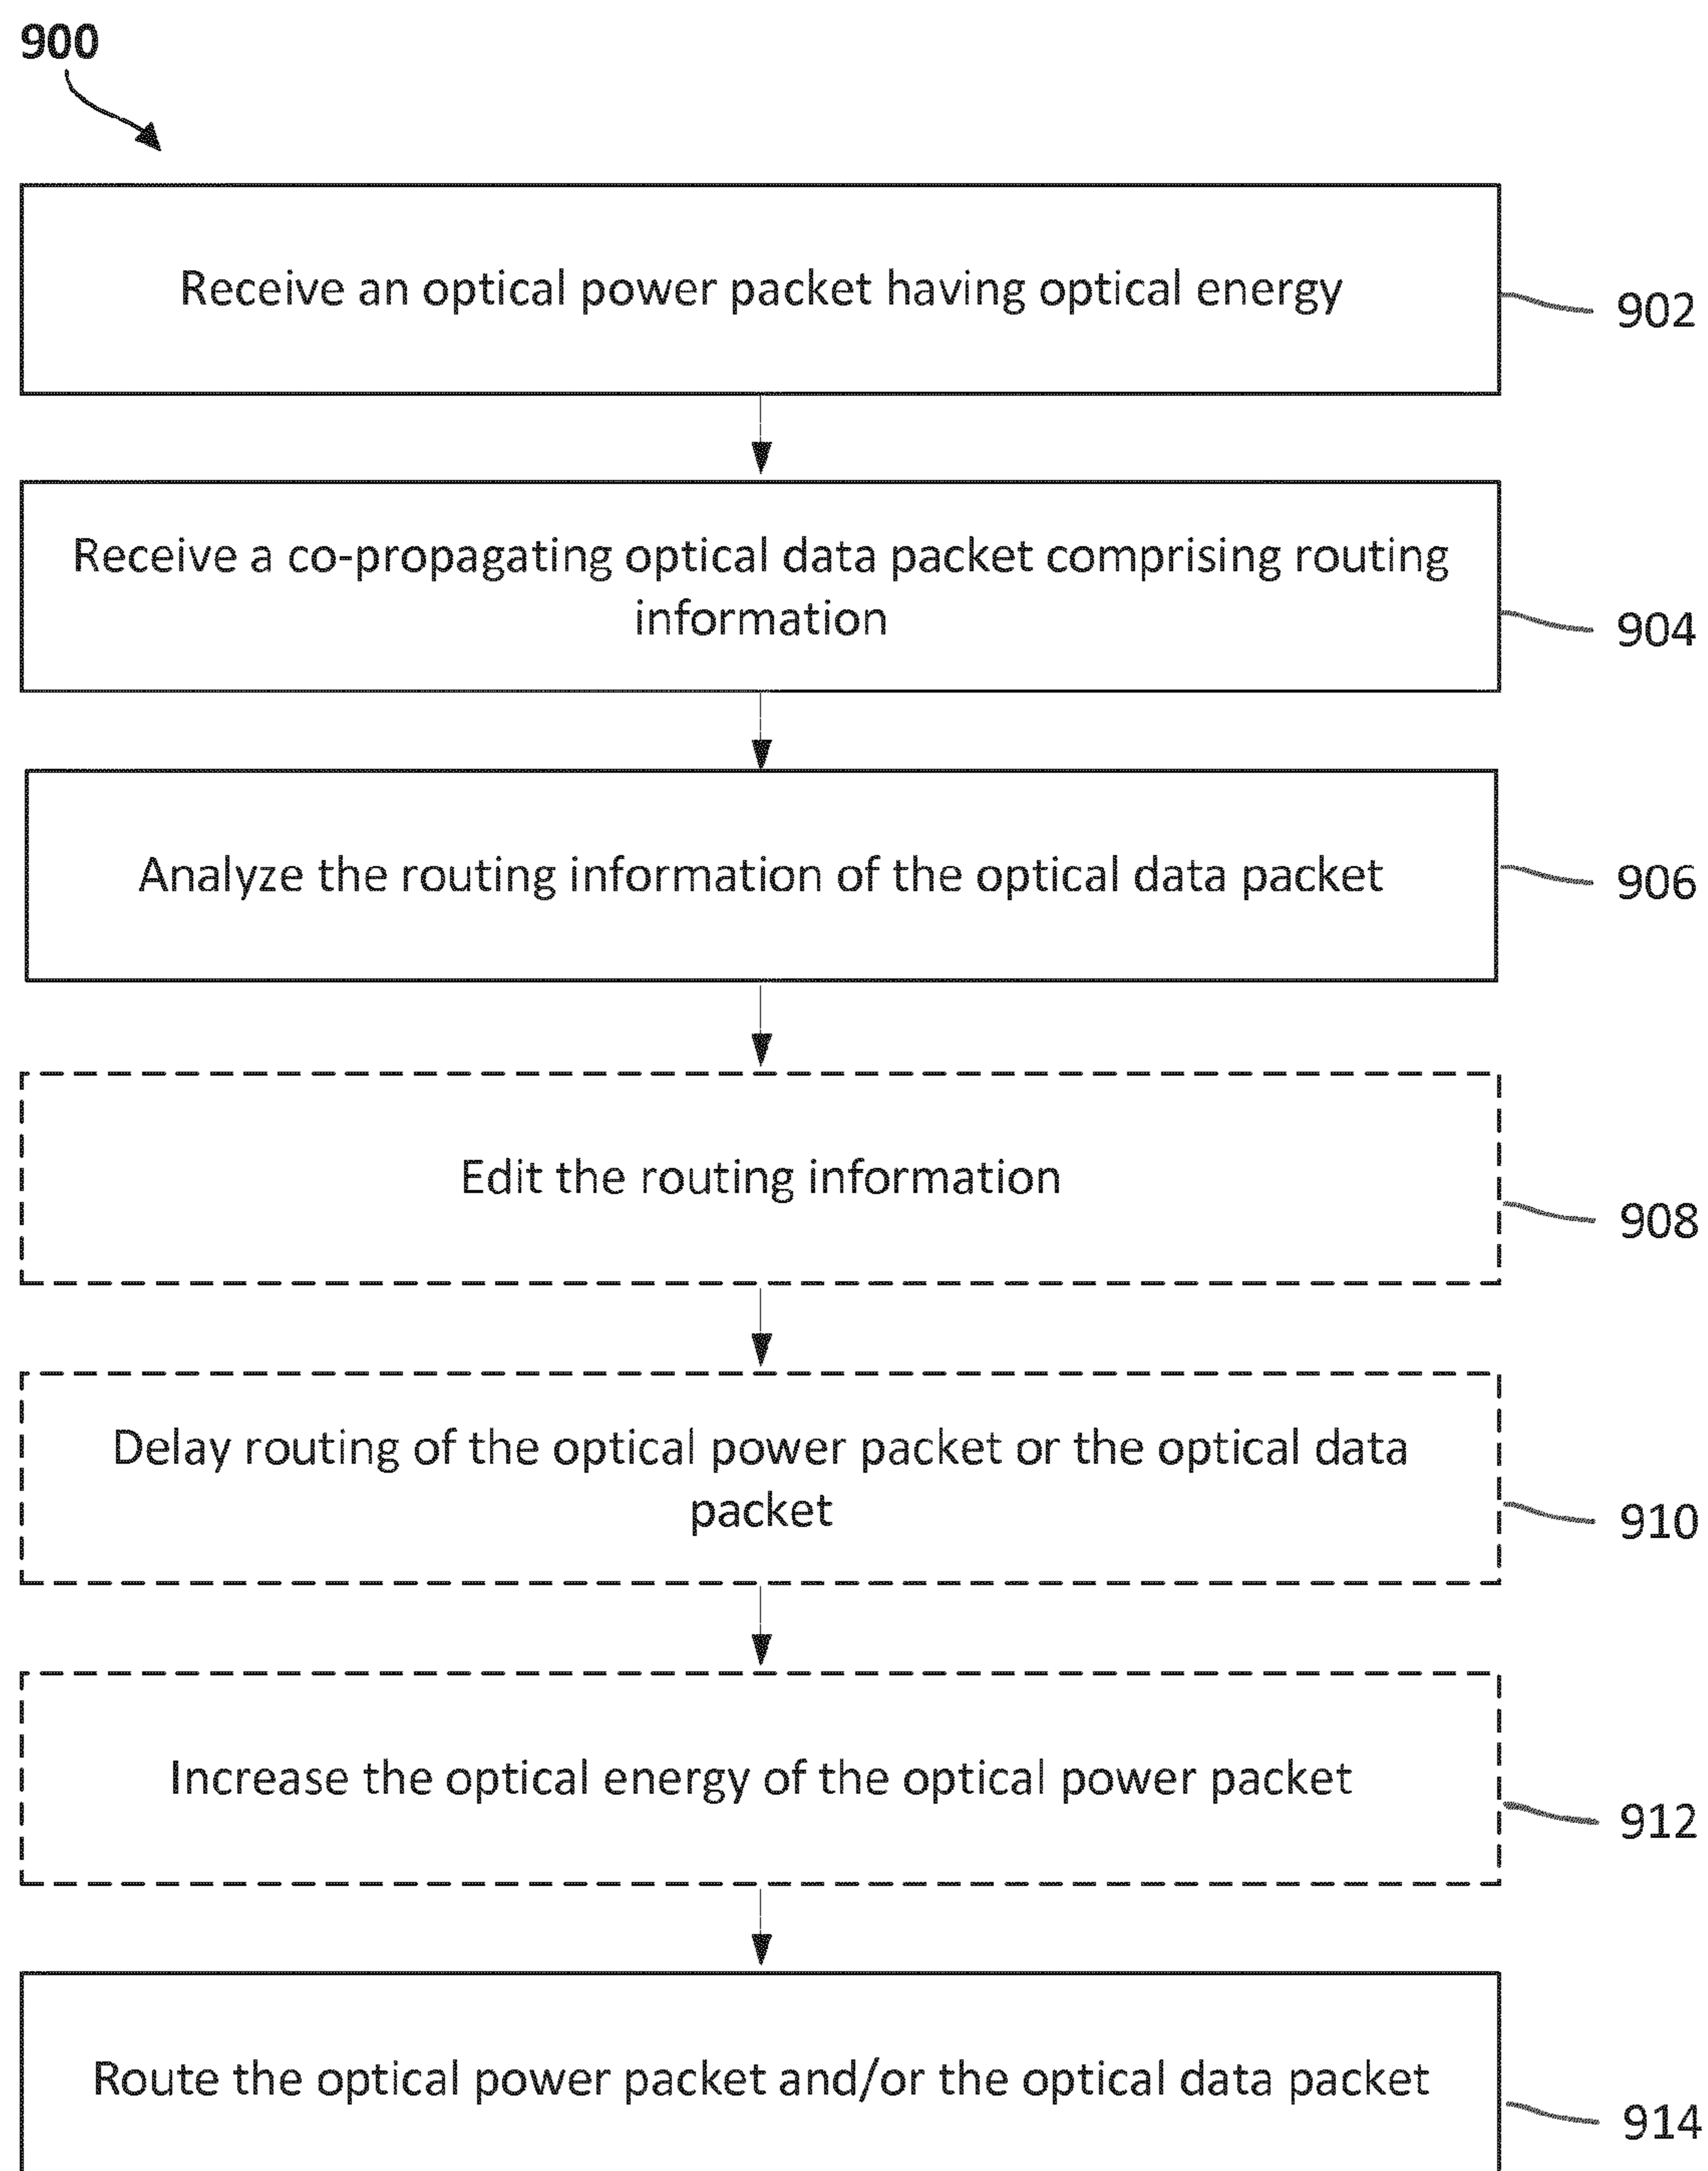 900
Receive an optical power packet having optical energy
902
Receive a co-propagating optical data packet comprising routing
information
904
Analyze the routing information of the optical data packet
906
Edit the routing information
908
Delay routing of the optical power packet or the optical data
packet
910
Increase the optical energy of the optical power packet
912
Route the optical power packet and/or the optical data packet
914